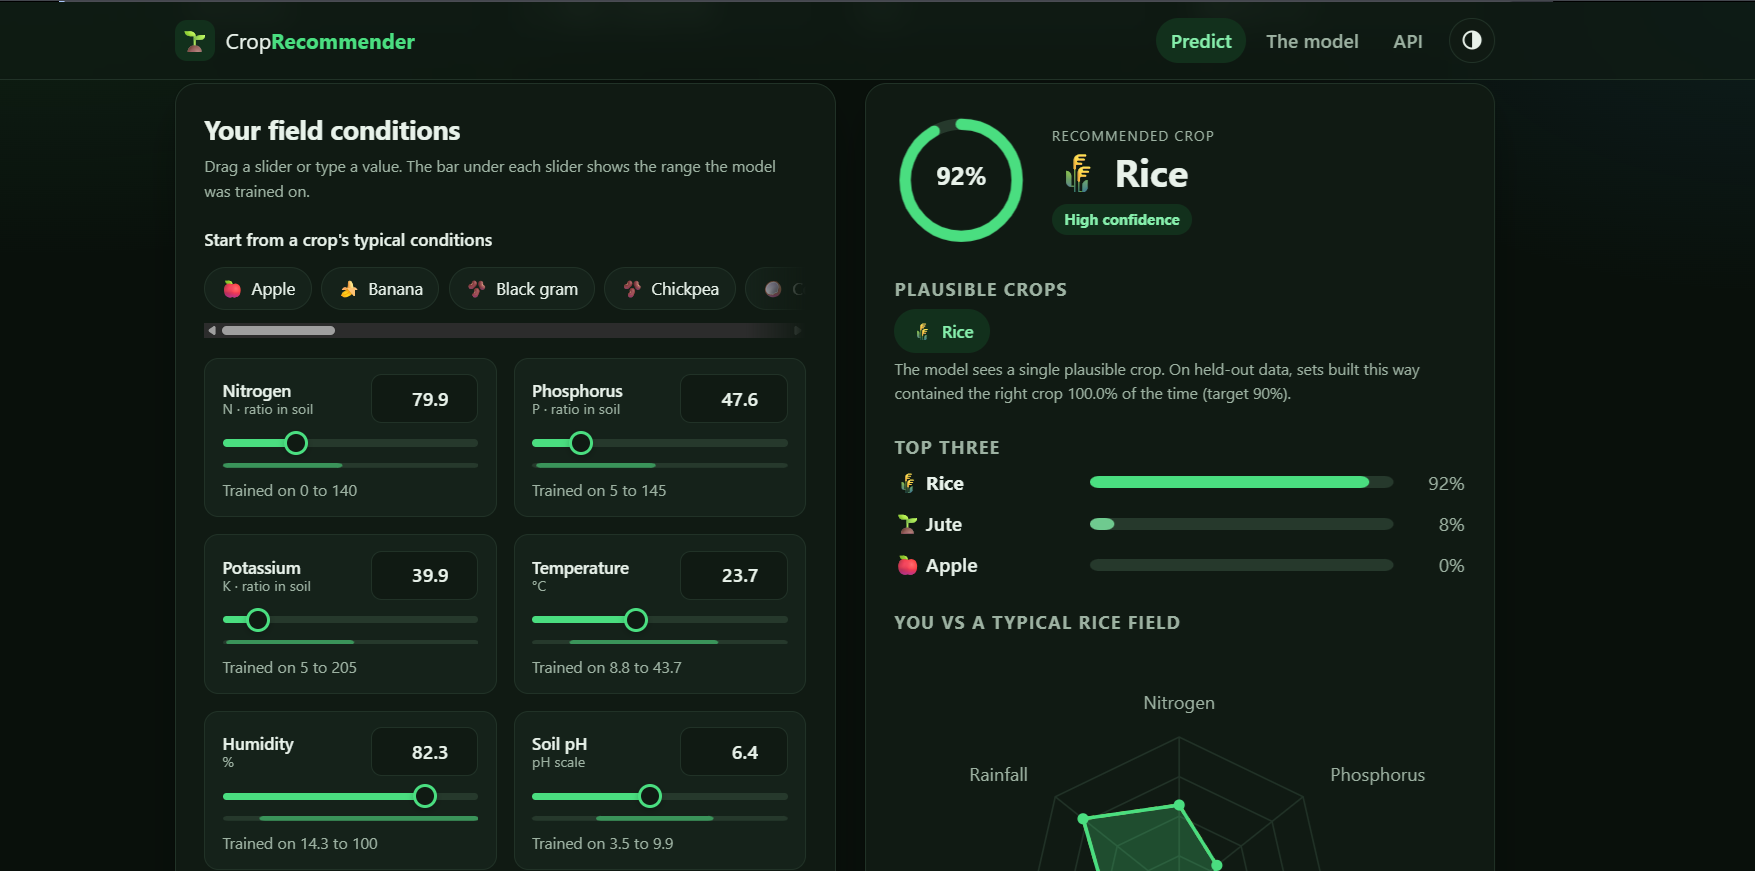 CropRecommender
Predict
The model
API
Your field conditions
Drag a slider or type a value. The bar under each slider shows the range the model
was trained on.
Start from a crop's typical conditions
Apple
Banana
Black gram
Chickpea
Nitrogen
N · ratio in soil
79.9
Trained on 0 to 140
Phosphorus
P · ratio in soil
47.6
Trained on 5 to 145
Potassium
K · ratio in soil
39.9
Trained on 5 to 205
Temperature
°C
23.7
Trained on 8.8 to 43.7
Humidity
%
82.3
Trained on 14.3 to 100
Soil pH
pH scale
6.4
Trained on 3.5 to 9.9
92%
RECOMMENDED CROP
Rice
High confidence
PLAUSIBLE CROPS
Rice
The model sees a single plausible crop. On held-out data, sets built this way
contained the right crop 100.0% of the time (target 90%).
TOP THREE
Rice 92%
Jute 8%
Apple 0%
YOU VS A TYPICAL RICE FIELD
Nitrogen
Rainfall
Phosphorus